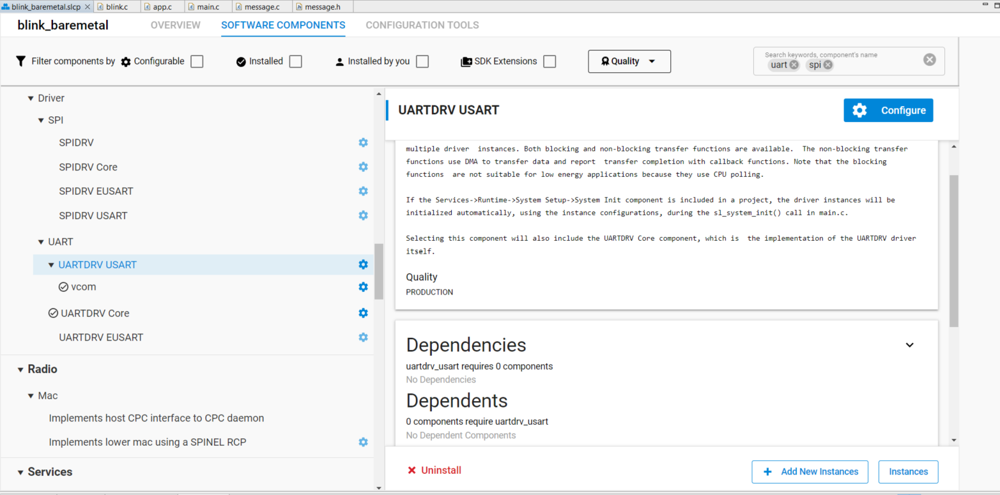 blink_baremetal.slcp
blink.c
app.c
main.c
message.c
message.h
blink_baremetal
OVERVIEW
SOFTWARE COMPONENTS
CONFIGURATION TOOLS
Filter components by
Configurable
Installed
Installed by you
SDK Extensions
Quality
Search keywords, component's name
uart
spi
Driver
SPI
SPIDRV
SPIDRV Core
SPIDRV EUSART
SPIDRV USART
UART
UARTDRV USART
vcom
UARTDRV Core
UARTDRV EUSART
Radio
Mac
Implements host CPC interface to CPC daemon
Implements lower mac using a SPINEL RCP
Services
UARTDRV USART
Configure
multiple driver  instances. Both blocking and non-blocking transfer functions are available.  The non-blocking transfer
functions use DMA to transfer data and report  transfer completion with callback functions. Note that the blocking
functions  are not suitable for low energy applications because they use CPU polling.
If the Services->Runtime->System Setup->System Init component is included in a project, the driver instances will be
initialized automatically, using the instance configurations, during the sl_system_init() call in main.c.
Selecting this component will also include the UARTDRV Core component, which is  the implementation of the UARTDRV driver
itself.
Quality
PRODUCTION
Dependencies
uartdrv_usart requires 0 components
No Dependencies
Dependents
0 components require uartdrv_usart
No Dependent Components
Uninstall
Add New Instances
Instances